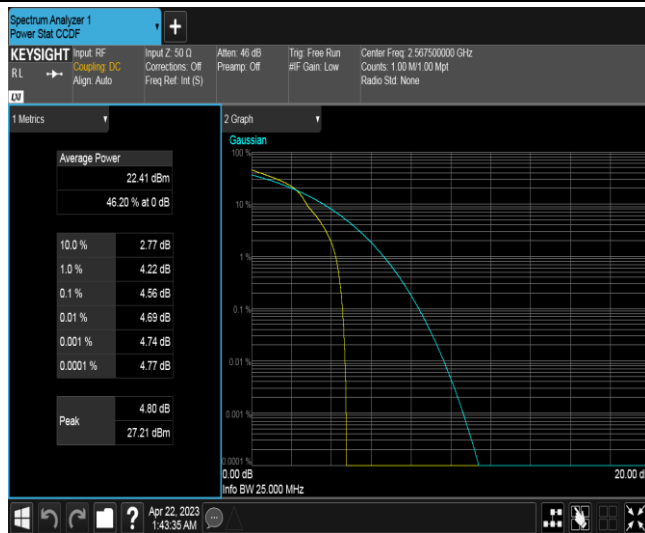 Spectrum Analyzer 1
Power Stat CCDF
+
KEYSIGHT
RL
Input: RF
Coupling: DC
Align: Auto
Input Z: 50 Ω
Corrections: Off
Freq Ref: Int (S)
Atten: 46 dB
Preamp: Off
Trig: Free Run
#IF Gain: Low
Center Freq: 2.567500000 GHz
Counts: 1.00 M/1.00 Mpt
Radio Std: None
1 Metrics
Average Power
22.41 dBm
46.20 % at 0 dB
10.0 % 2.77 dB
1.0 % 4.22 dB
0.1 % 4.56 dB
0.01 % 4.69 dB
0.001 % 4.74 dB
0.0001 % 4.77 dB
Peak
4.80 dB
27.21 dBm
2 Graph
Gaussian
100 %
10 %
1 %
0.1 %
0.01 %
0.001 %
0.0001 %
0.00 dB
20.00 d
Info BW 25.000 MHz
?
Apr 22, 2023
1:43:35 AM